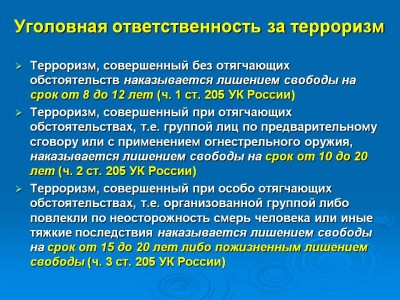 Уголовная ответственность за терроризм
Терроризм, совершенный без отягчающих
обстоятельств наказывается лишением свободы на
срок от 8 до 12 лет (ч. 1 ст. 205 УК России)
Терроризм, совершенный при отягчающих
обстоятельствах, т.е. группой лиц по предварительному
сговору или с применением огнестрельного оружия,
наказывается лишением свободы на срок от 10 до 20
лет (ч. 2 ст. 205 УК России)
Терроризм, совершенный при особо отягчающих
обстоятельствах, т.е. организованной группой либо
повлекли по неосторожность смерь человека или иные
тяжкие последствия наказывается лишением свободы
на срок от 15 до 20 лет либо пожизненным лишением
свободы (ч. 3 ст. 205 УК России)